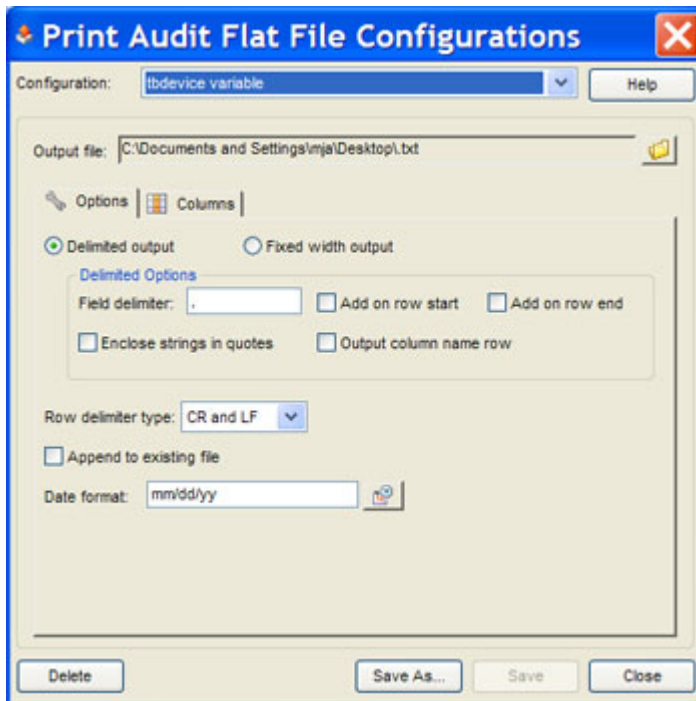 Print Audit Flat File Configurations
Configuration: tbdevice variable Help
Output file: C:\Documents and Settings\mja\Desktop\.txt
Options Columns
Delimited output Fixed width output
Delimited Options
Field delimiter: , Add on row start Add on row end
Enclose strings in quotes Output column name row
Row delimiter type: CR and LF
Append to existing file
Date format: mm/dd/yy
Delete Save As... Save Close